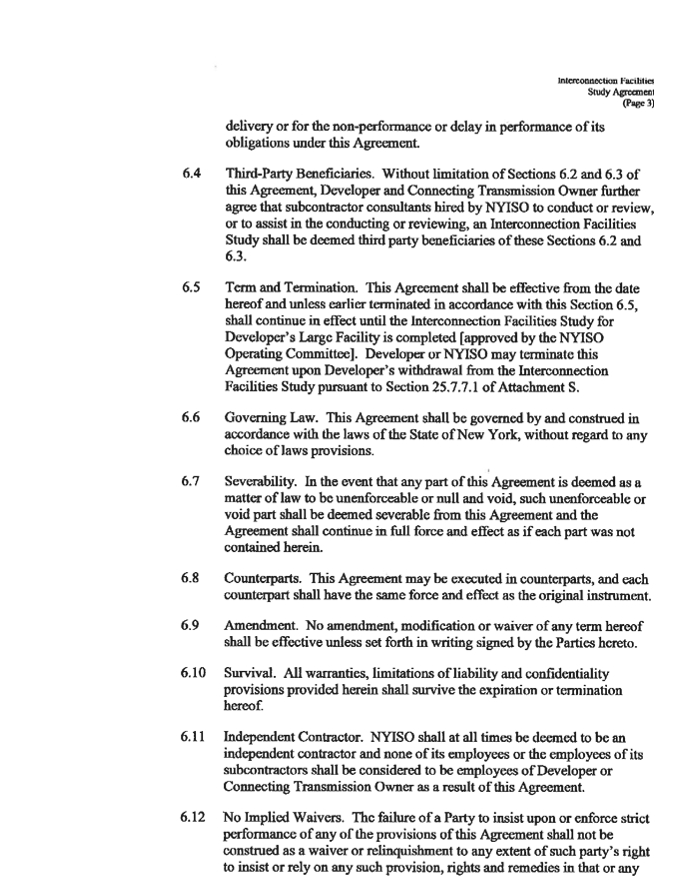 Interconnection Facilities
Study Agreement
(Page 3)
delivery or for the non-performance or delay in performance of its
obligations under this Agreement.
6.4 Third-Party Beneficiaries. Without limitation of Sections 6.2 and 6.3 of
this Agreement, Developer and Connecting Transmission Owner further
agree that subcontractor consultants hired by NYISO to conduct or review,
or to assist in the conducting or reviewing, an Interconnection Facilities
Study shall be deemed third party beneficiaries of these Sections 6.2 and
6.3.
6.5 Term and Termination. This Agreement shall be effective from the date
hereof and unless earlier terminated in accordance with this Section 6.5,
shall continue in effect until the Interconnection Facilities Study for
Developer's Large Facility is completed [approved by the NYISO
Operating Committee]. Developer or NYISO may terminate this
Agreement upon Developer's withdrawal from the Interconnection
Facilities Study pursuant to Section 25.7.7.1 of Attachment S.
6.6 Governing Law. This Agreement shall be governed by and construed in
accordance with the laws of the State of New York, without regard to any
choice of laws provisions.
6.7 Severability. In the event that any part of this Agreement is deemed as a
matter of law to be unenforceable or null and void, such unenforceable or
void part shall be deemed severable from this Agreement and the
Agreement shall continue in full force and effect as if each part was not
contained herein.
6.8 Counterparts. This Agreement may be executed in counterparts, and each
counterpart shall have the same force and effect as the original instrument.
6.9 Amendment. No amendment, modification or waiver of any term hereof
shall be effective unless set forth in writing signed by the Parties hereto.
6.10 Survival. All warranties, limitations of liability and confidentiality
provisions provided herein shall survive the expiration or termination
hereof.
6.11 Independent Contractor. NYISO shall at all times be deemed to be an
independent contractor and none of its employees or the employees of its
subcontractors shall be considered to be employees of Developer or
Connecting Transmission Owner as a result of this Agreement.
6.12 No Implied Waivers. The failure of a Party to insist upon or enforce strict
performance of any of the provisions of this Agreement shall not be
construed as a waiver or relinquishment to any extent of such party's right
to insist or rely on any such provision, rights and remedies in that or any